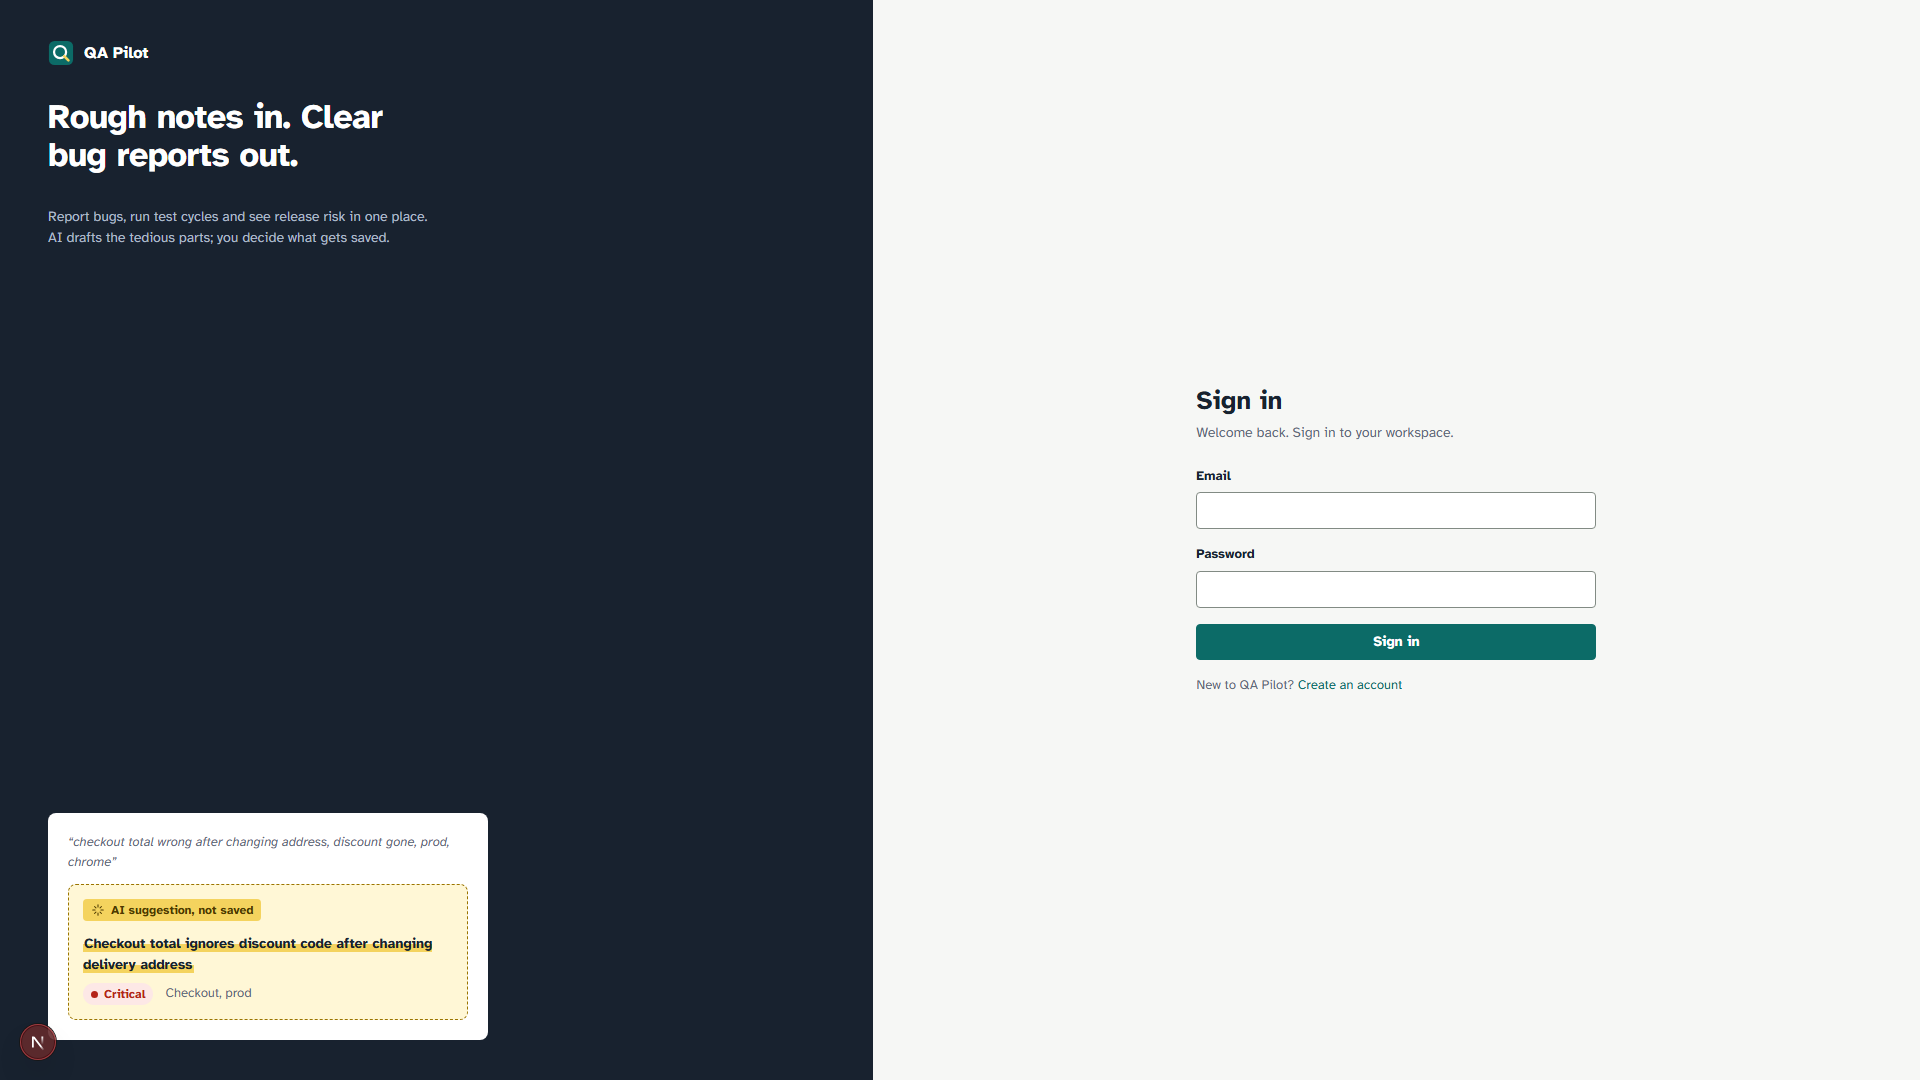 QA Pilot
Rough notes in. Clear
bug reports out.
Report bugs, run test cycles and see release risk in one place.
AI drafts the tedious parts; you decide what gets saved.
“checkout total wrong after changing address, discount gone, prod,
chrome”
AI suggestion, not saved
Checkout total ignores discount code after changing
delivery address
Critical
Checkout, prod
N
Sign in
Welcome back. Sign in to your workspace.
Email
Password
Sign in
New to QA Pilot? Create an account